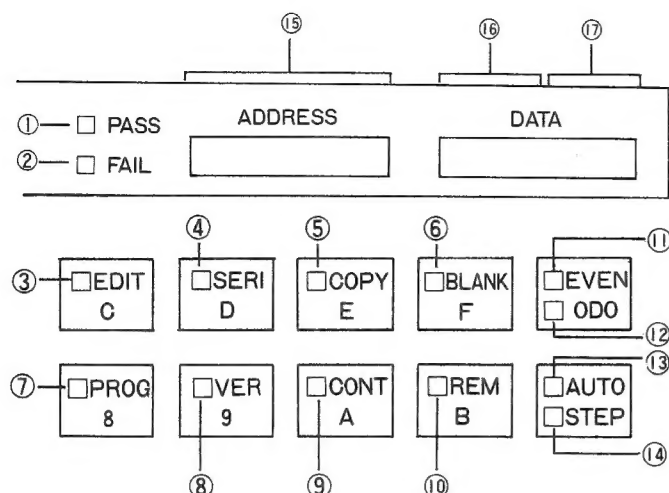 ⑮ ⑯ ⑰
① PASS ADDRESS DATA
② FAIL
④ ⑤ ⑥ ⑪
③ EDIT SERI COPY BLANK EVEN
C D E F ODO
⑫
⑦ ⑬
PROG VER CONT REM AUTO
8 9 A B STEP
⑧ ⑨ ⑩ ⑭